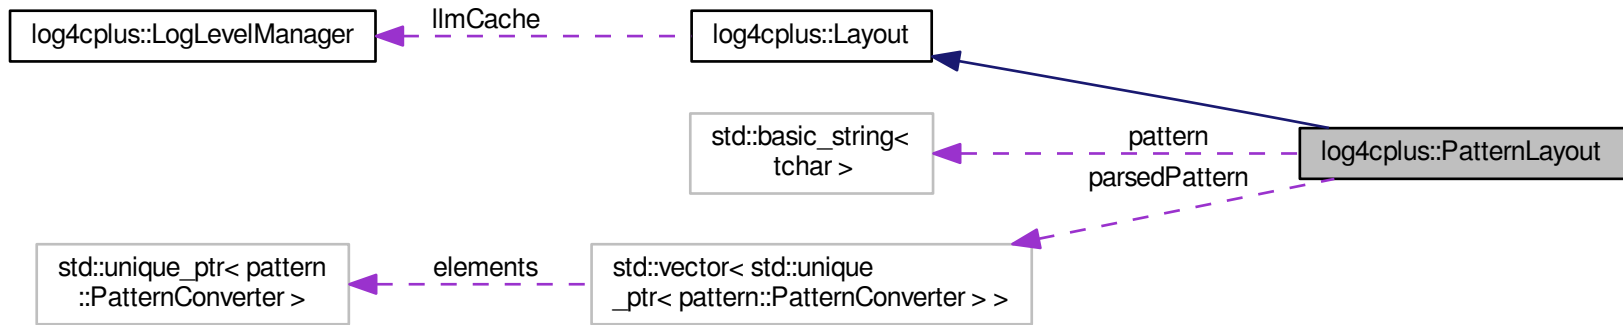 log4cplus::LogLevelManager
llmCache
log4cplus::Layout
std::basic_string<
tchar >
pattern
log4cplus::PatternLayout
parsedPattern
std::unique_ptr< pattern
::PatternConverter >
elements
std::vector< std::unique
_ptr< pattern::PatternConverter > >